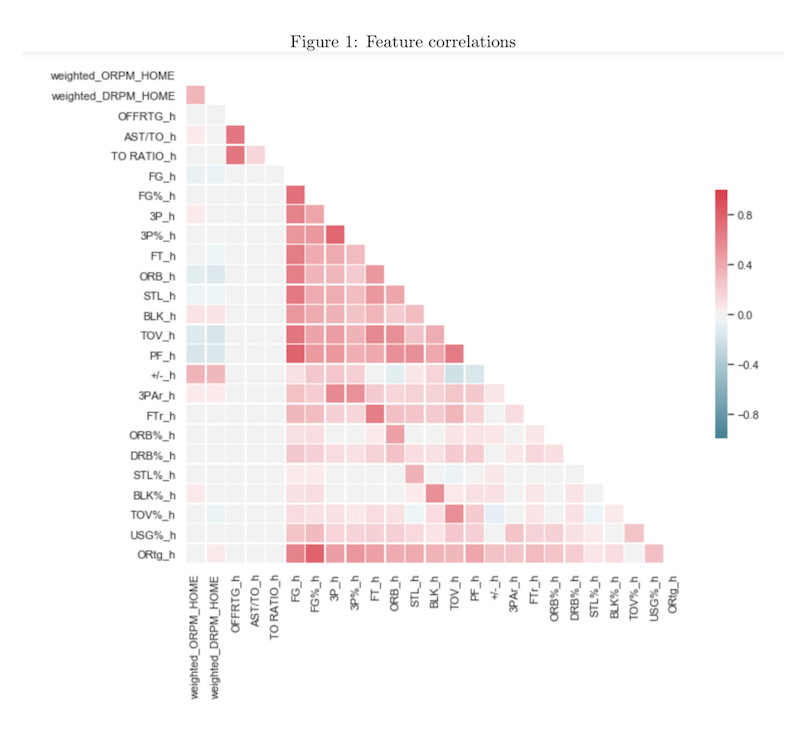 Figure 1: Feature correlations
weighted_ORPM_HOME
weighted_DRPM_HOME
OFFRTG_h
AST/TO_h
TO RATIO_h
FG_h
FG%_h
3P_h
3P%_h
FT_h
ORB_h
STL_h
BLK_h
TOV_h
PF_h
+/-_h
3PAr_h
FTr_h
ORB%_h
DRB%_h
STL%_h
BLK%_h
TOV%_h
USG%_h
ORtg_h
weighted_ORPM_HOME
weighted_DRPM_HOME
OFFRTG_h
AST/TO_h
TO RATIO_h
FG_h
FG%_h
3P_h
3P%_h
FT_h
ORB_h
STL_h
BLK_h
TOV_h
PF_h
+/-_h
3PAr_h
FTr_h
ORB%_h
DRB%_h
STL%_h
BLK%_h
TOV%_h
USG%_h
ORtg_h
0.8
0.4
0.0
−0.4
−0.8